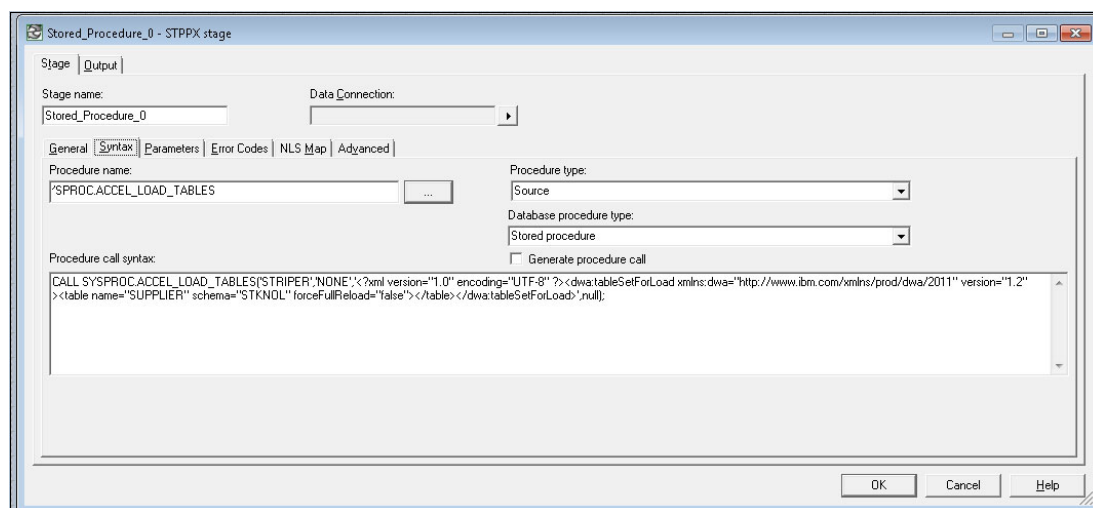 Stored_Procedure_0 - STPPX stage
Stage Output
Stage name: Data Connection:
Stored_Procedure_0
General Syntax Parameters Error Codes NLS Map Advanced
Procedure name: Procedure type:
'SPROC.ACCEL_LOAD_TABLES ... Source
Database procedure type:
Stored procedure
Procedure call syntax: Generate procedure call
CALL SYSPROC.ACCEL_LOAD_TABLES('STRIPER','NONE','<?xml version="1.0" encoding="UTF-8" ?><dwa:tableSetForLoad xmlns:dwa="http://www.ibm.com/xmlns/prod/dwa/2011" version="1.2"
><table name="SUPPLIER" schema="STKNOL" forceFullReload="false"></table></dwa:tableSetForLoad>',null);
OK Cancel Help